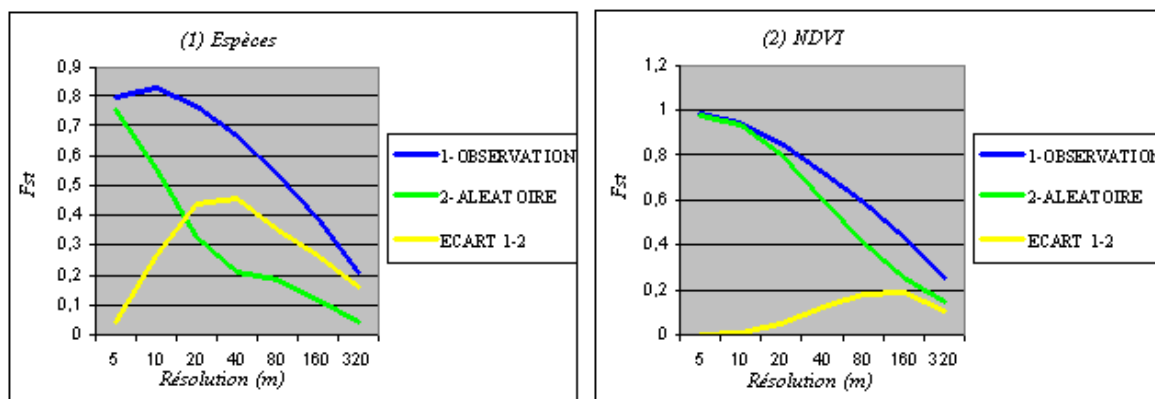 (1) Espèces
0,9
0,8
0,7
0,6
0,5
0,4
0,3
0,2
0,1
0
Fst
5 10 20 40 80 160 320
Résolution (m)
1-OBSERVATION
2-ALEATOIRE
ECART 1-2
(2) NDVI
1,2
1
0,8
0,6
0,4
0,2
0
Fst
5 10 20 40 80 160 320
Résolution (m)
1-OBSERVATION
2-ALEATOIRE
ECART 1-2